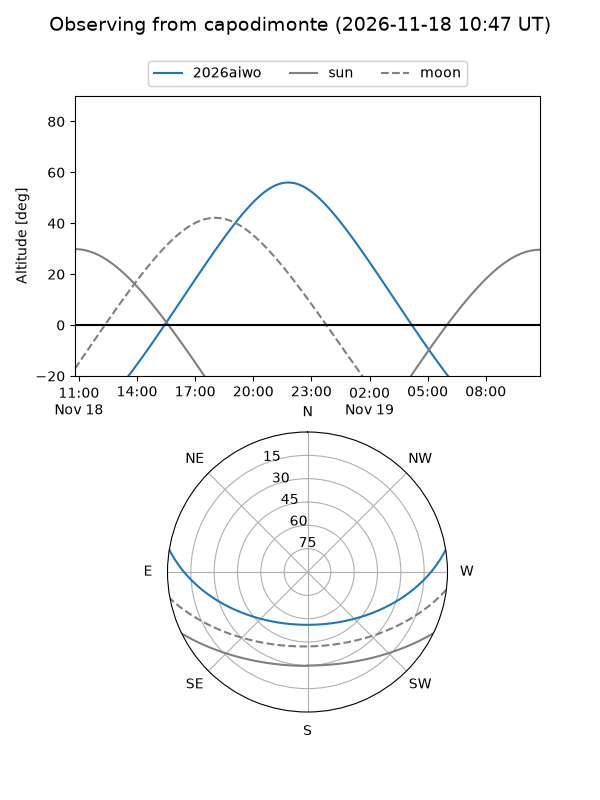 Observing from capodimonte (2026-11-18 10:47 UT)
2026aiwo sun moon
Altitude [deg]
80
60
40
20
0
−20
11:00 14:00 17:00 20:00 23:00 02:00 05:00 08:00
Nov 18 Nov 19
N
NE NW
15
30
45
60
75
E W
SE SW
S